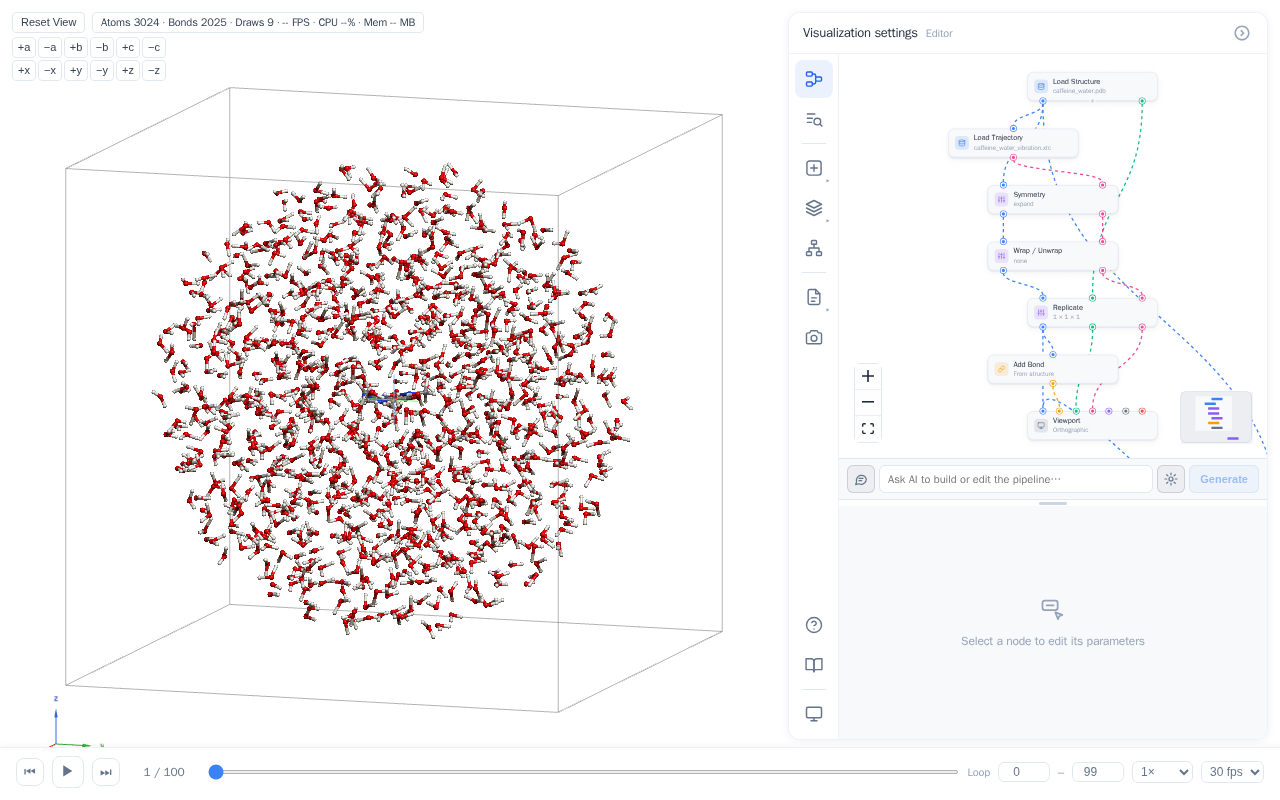 Reset View
Atoms 3024 · Bonds 2025 · Draws 9 · -- FPS · CPU --% · Mem -- MB
+a −a +b −b +c −c
+x −x +y −y +z −z
z
Visualization settings Editor
Load Structure
caffeine_water.pdb
Load Trajectory
caffeine_water_vibration.xtc
Symmetry
expand
Wrap / Unwrap
none
Replicate
1 × 1 × 1
Add Bond
From structure
Viewport
Orthographic
Ask AI to build or edit the pipeline···
Generate
Select a node to edit its parameters
1 / 100
Loop 0 – 99 1× 30 fps